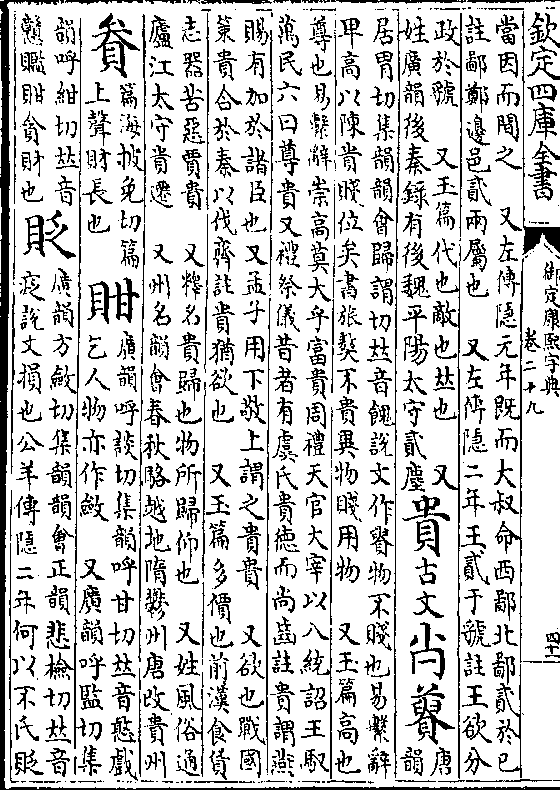 欽定四庫全書
御定康熙字典
卷二十九
四十一
當因而閒之 又左傳隱元年既而大叔命西鄙北鄙貳於已
註鄙鄭邊邑貳兩屬也 又左傳隱二年王貳于虢註王欲分
政於虢 又玉篇代也敵也𠀤也 又
姓廣韻後秦錄有後魏平陽太守貳塵
貴古文
唐韻
居胃切集韻韻會歸謂切𠀤音餽說文作物不賤也易繫辭
卑高以陳貴賤位矣書旅獒不貴異物賤用物 又玉篇高也
尊也易繫辭崇高莫大乎富貴周禮天官大宰以八統詔王馭
萬民六曰尊貴又禮祭儀昔者有虞氏貴德而尚齒註貴謂燕
賜有加於諸臣也又孟子用下敬上謂之貴貴 又欲也戰國
策貴合於秦以伐齊註貴猶欲也 又玉篇多價也前漢食貨
志器苦惡賈貴 又釋名貴歸也物所歸仰也 又姓風俗通
廬江太守貴遷 又州名韻會春秋駱越地隋鬱州唐改貴州
篇海披免切篇
上聲財長也
廣韻呼談切集韻呼甘切𠀤音憨戲
乞人物亦作歛 又廣韻呼監切集
韻呼紺切𠀤音
貪財也
貶
廣韻方斂切集韻韻會正韻悲檢切𠀤音
窆說文損也公羊傳隱二年何以不氏貶